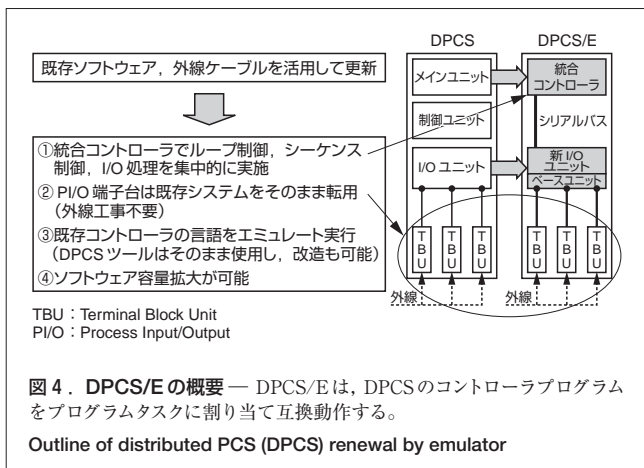 既存ソフトウェア，外線ケーブルを活用して更新
①統合コントローラでループ制御，シーケンス
制御，I/O 処理を集中的に実施
② PI/O 端子台は既存システムをそのまま転用
（外線工事不要）
③既存コントローラの言語をエミュレート実行
（DPCS ツールはそのまま使用し，改造も可能）
④ソフトウェア容量拡大が可能
TBU：Terminal Block Unit
PI/O：Process Input/Output
DPCS
メインユニット
制御ユニット
I/O ユニット
TBU
TBU
TBU
外線
DPCS/E
統合
コントローラ
シリアルバス
新 I/O
ユニット
ベースユニット
TBU
TBU
TBU
外線
図 4．DPCS/E の概要 — DPCS/E は，DPCS のコントローラプログラム
をプログラムタスクに割り当て互換動作する。
Outline of distributed PCS (DPCS) renewal by emulator